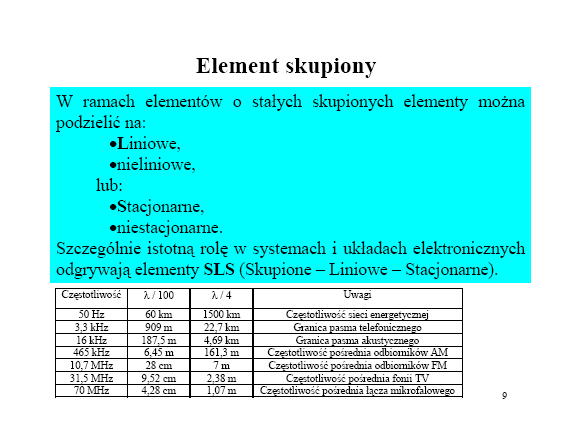 Element skupiony
W ramach elementów o stałych skupionych elementy można
podzielić na:
•Liniowe,
•nieliniowe,
lub:
•Stacjonarne,
•niestacjonarne.
Szczególnie istotną rolę w systemach i układach elektronicznych
odgrywają elementy SLS (Skupione – Liniowe – Stacjonarne).
Częstotliwość λ / 100 λ / 4 Uwagi
50 Hz 60 km 1500 km Częstotliwość sieci energetycznej
3,3 kHz 909 m 22,7 km Granica pasma telefonicznego
16 kHz 187,5 m 4,69 km Granica pasma akustycznego
465 kHz 6,45 m 161,3 m Częstotliwość pośrednia odbiorników AM
10,7 MHz 28 cm 7 m Częstotliwość pośrednia odbiorników FM
31,5 MHz 9,52 cm 2,38 m Częstotliwość pośrednia fonii TV
70 MHz 4,28 cm 1,07 m Częstotliwość pośrednia łącza mikrofalowego
9